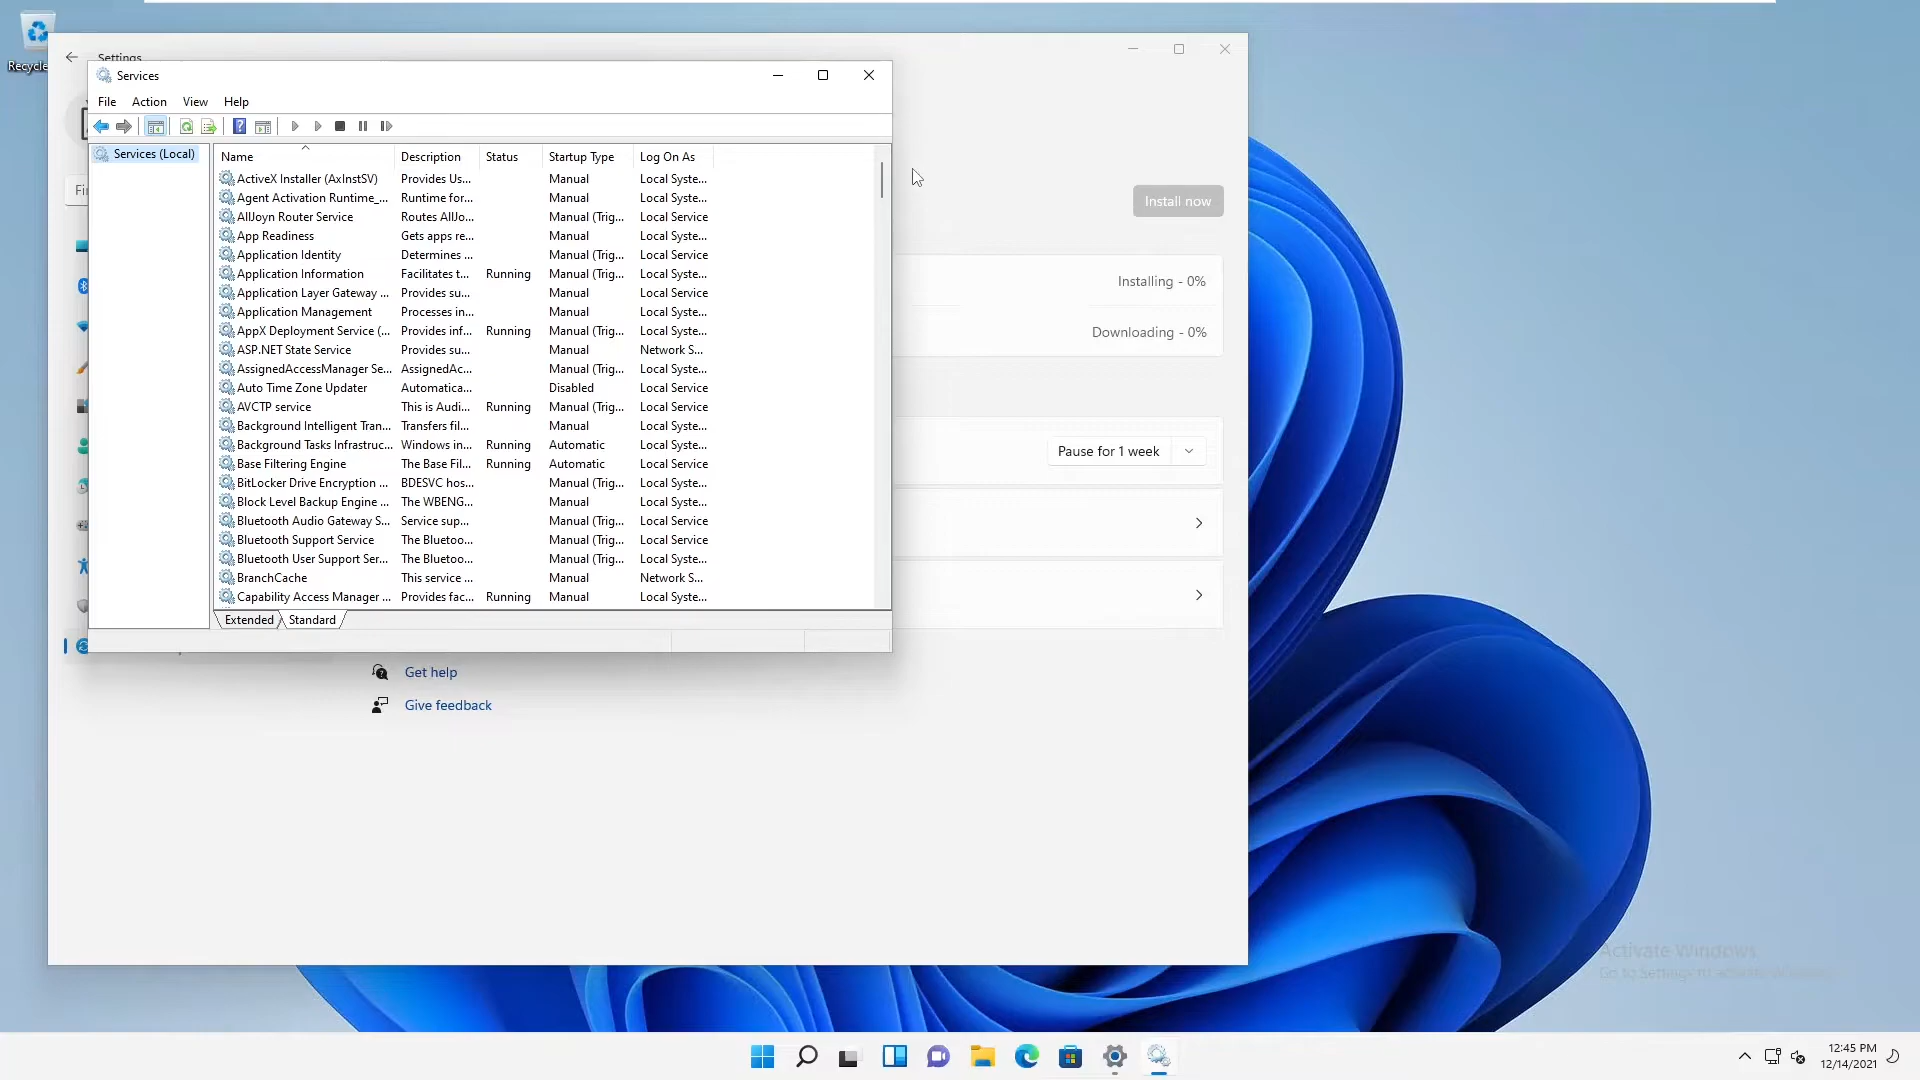 Recycle
Settings
Services
File Action View Help
Services (Local)
Name Description Status Startup Type Log On As
ActiveX Installer (AxInstSV) Provides Us... Manual Local Syste...
Agent Activation Runtime_... Runtime for... Manual Local Syste...
AllJoyn Router Service Routes AllJo... Manual (Trig... Local Service
App Readiness Gets apps re... Manual Local Syste...
Application Identity Determines ... Manual (Trig... Local Service
Application Information Facilitates t... Running Manual (Trig... Local Syste...
Application Layer Gateway ... Provides su... Manual Local Service
Application Management Processes in... Manual Local Syste...
AppX Deployment Service (... Provides inf... Running Manual (Trig... Local Syste...
ASP.NET State Service Provides su... Manual Network S...
AssignedAccessManager Se... AssignedAc... Manual (Trig... Local Syste...
Auto Time Zone Updater Automatica... Disabled Local Service
AVCTP service This is Audi... Running Manual (Trig... Local Service
Background Intelligent Tran... Transfers fil... Manual Local Syste...
Background Tasks Infrastruc... Windows in... Running Automatic Local Syste...
Base Filtering Engine The Base Fil... Running Automatic Local Service
BitLocker Drive Encryption ... BDESVC hos... Manual (Trig... Local Syste...
Block Level Backup Engine ... The WBENG... Manual Local Syste...
Bluetooth Audio Gateway S... Service sup... Manual (Trig... Local Service
Bluetooth Support Service The Bluetoo... Manual (Trig... Local Service
Bluetooth User Support Ser... The Bluetoo... Manual (Trig... Local Syste...
BranchCache This service ... Manual Network S...
Capability Access Manager ... Provides fac... Running Manual Local Syste...
Extended Standard
Fi
Install now
Installing - 0%
Downloading - 0%
Pause for 1 week
Get help
Give feedback
Activate Windows
Go to Settings to activate Windows.
12:45 PM
12/14/2021